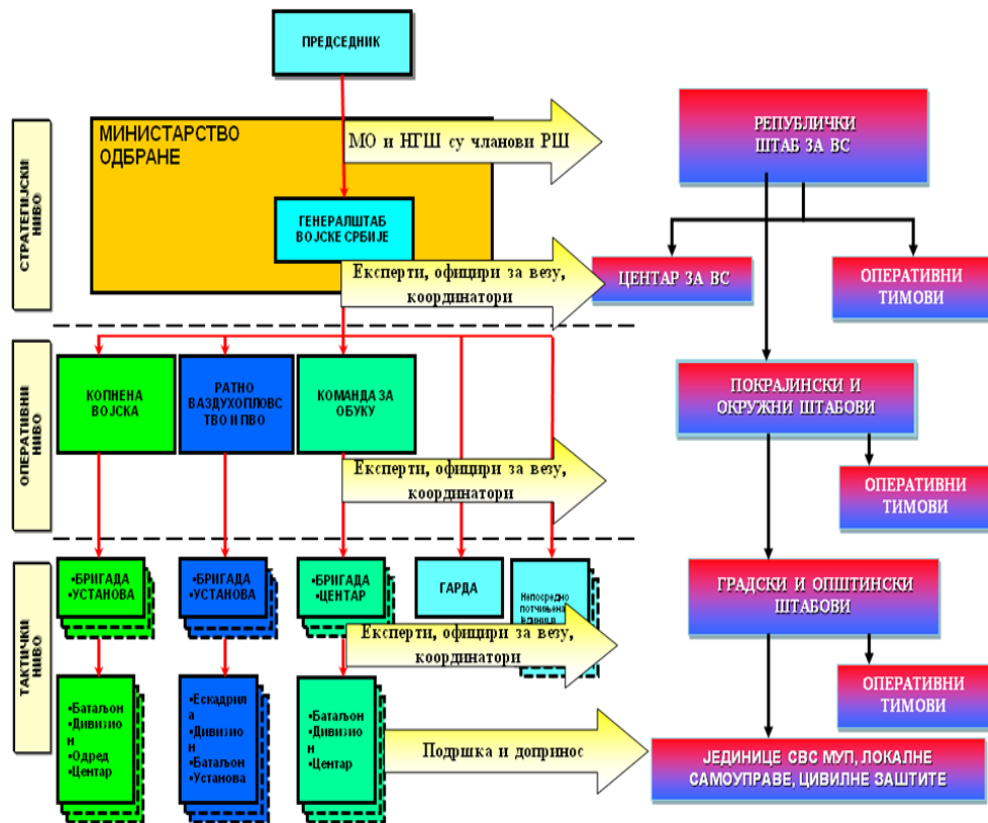 ПРЕДСЕДНИК
СТРАТЕГИЈСКИ
НИВО
МИНИСТАРСТВО
ОДБРАНЕ
МО и НГШ су чланови РШ
РЕПУБЛИЧКИ
ШТАБ ЗА ВС
ГЕНЕРАЛШТАБ
ВОЈСКЕ СРБИЈЕ
Експерти, официри за везу,
координатори
ЦЕНТАР ЗА ВС
ОПЕРАТИВНИ
ТИМОВИ
ОПЕРАТИВНИ
НИВО
КОПНЕНА
ВОЈСКА
РАТНО
ВАЗДУХОПЛОВС
ТВО И ПВО
КОМАНДА ЗА
ОБУКУ
Експерти, официри за везу,
координатори
ПОКРАЈИНСКИ И
ОКРУЖНИ ШТАБОВИ
ОПЕРАТИВНИ
ТИМОВИ
ТАКТИЧКИ
НИВО
•БРИГАДА
•УСТАНОВА
•БРИГАДА
•УСТАНОВА
•БРИГАДА
•ЦЕНТАР
ГАРДА
Непосредно
потчињена
јединица
Експерти, официри за везу,
координатори
ГРАДСКИ И ОПШТИНСКИ
ШТАБОВИ
ОПЕРАТИВНИ
ТИМОВИ
•Батаљон
•Дивизио
н
•Одред
•Центар
•Ескадрил
а
•Дивизио
н
•Батаљон
•Установа
•Батаљон
•Дивизио
н
•Центар
Подршка и допринос
ЈЕДИНИЦЕ СВС МУП, ЛОКАЛНЕ
САМОУПРАВЕ, ЦИВИЛНЕ ЗАШТИТЕ